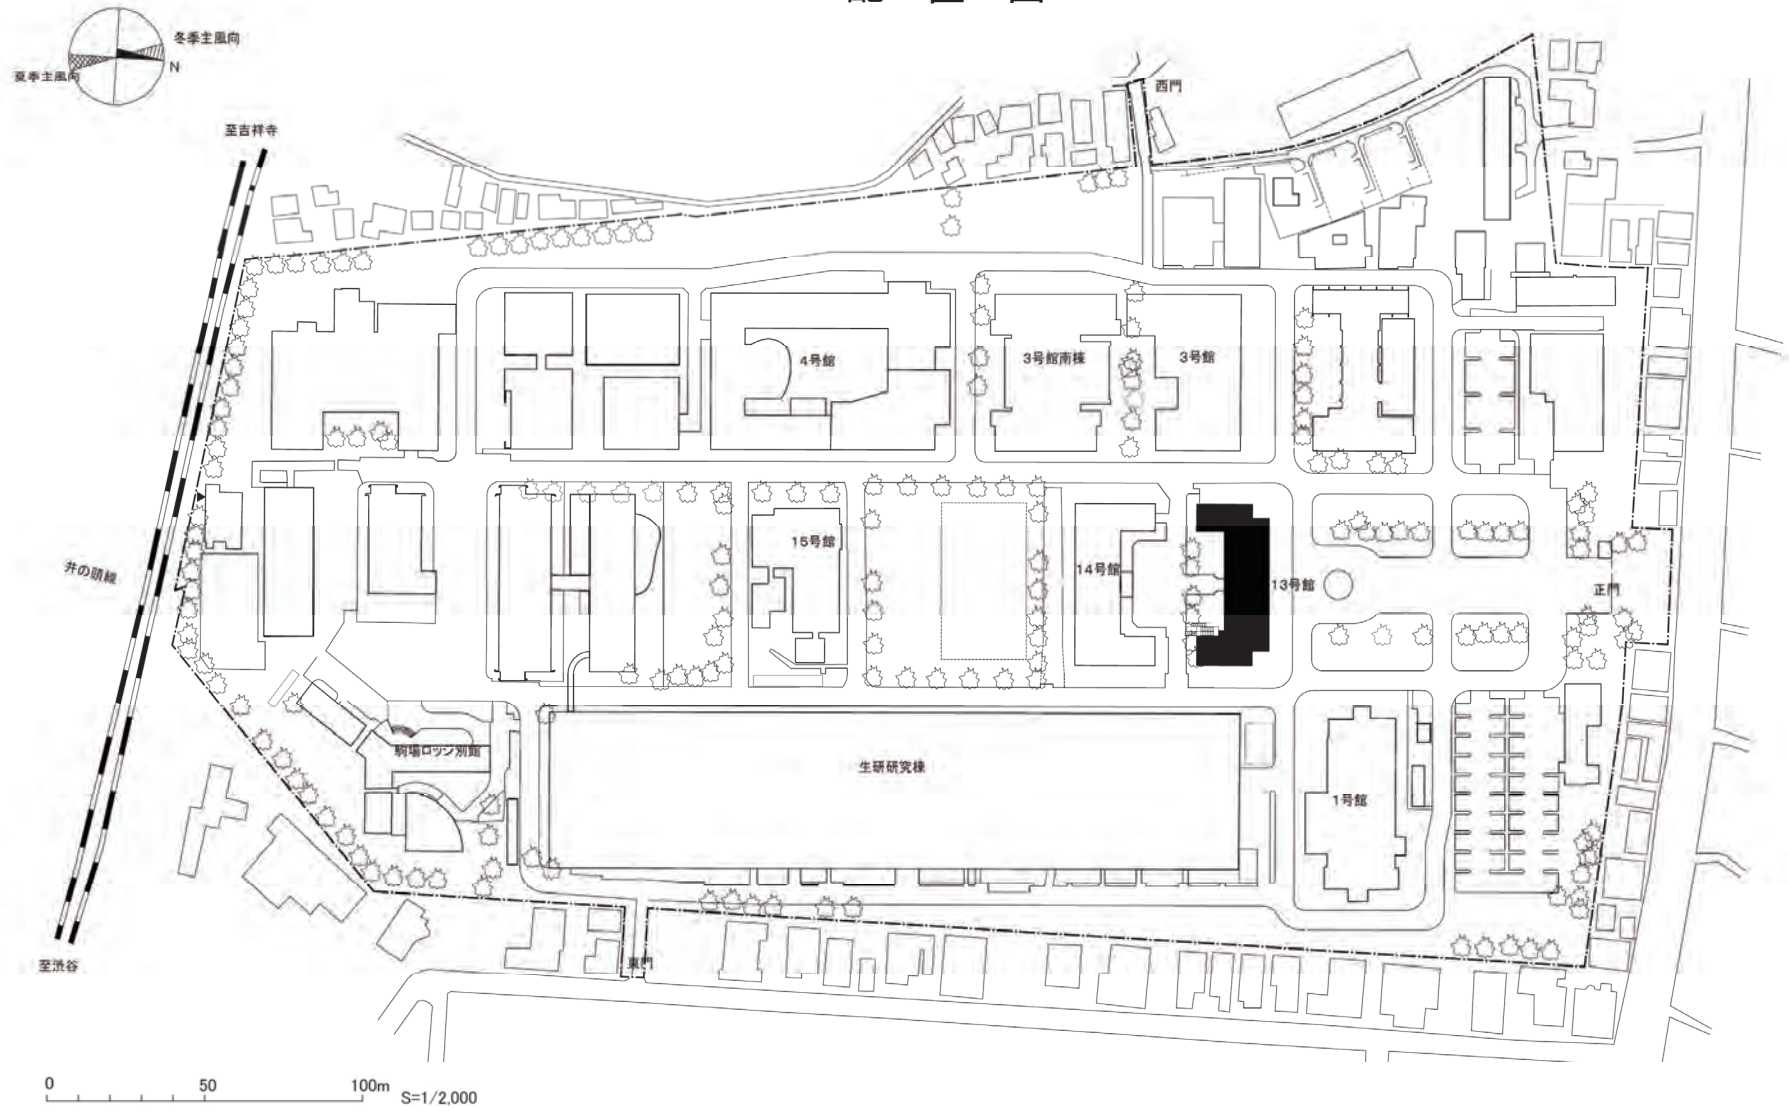 配置図
冬季主風向
N
夏季主風向
西門
至吉祥寺
4号館
3号館南棟
3号館
15号館
14号館
13号館
井の頭線
正門
駒場ロッジ別館
生研研究棟
1号館
至渋谷
東門
0 50 100m
S=1/2,000